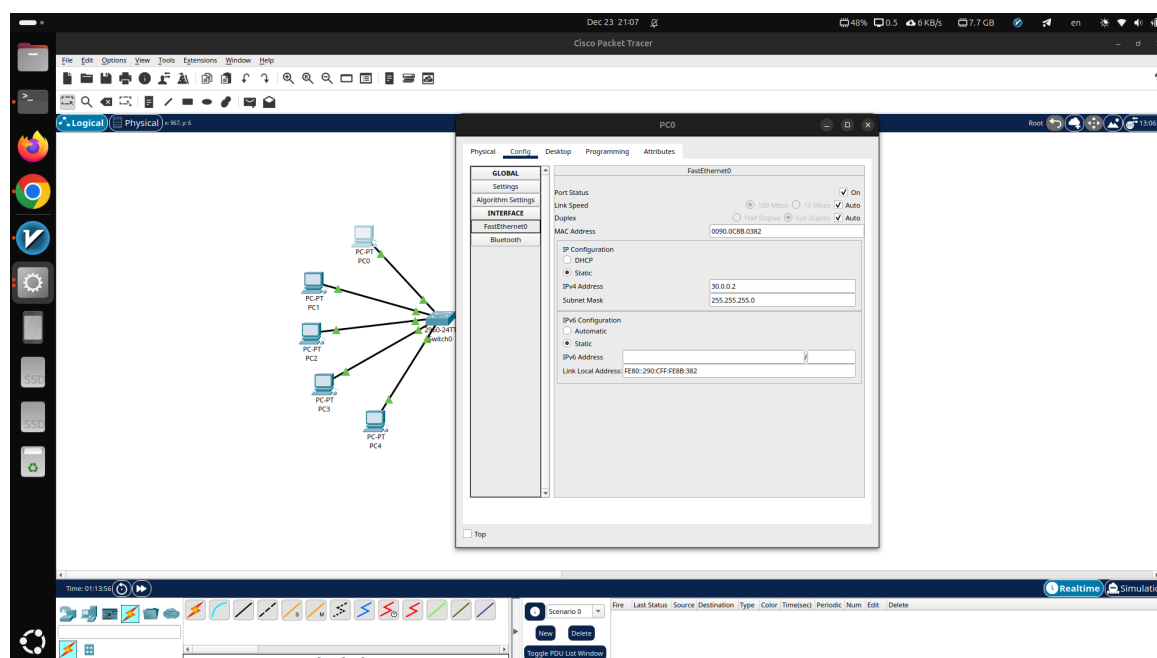 Dec 23 21:07
48% 0.5 6 KB/s 7.7 GB en
Cisco Packet Tracer
File Edit Options View Tools Extensions Window Help
Logical Physical x: 967, y: 6
Root
13:06
PC0
Physical Config Desktop Programming Attributes
GLOBAL
Settings
Algorithm Settings
INTERFACE
FastEthernet0
Bluetooth
FastEthernet0
Port Status On
Link Speed 100 Mbps 10 Mbps Auto
Duplex Half Duplex Full Duplex Auto
MAC Address 0090.0C8B.0382
IP Configuration
DHCP
Static
IPv4 Address 30.0.0.2
Subnet Mask 255.255.255.0
IPv6 Configuration
Automatic
Static
IPv6 Address /
Link Local Address: FE80::290:CFF:FE8B:382
Top
PC-PT
PC0
PC-PT
PC1
PC-PT
PC2
PC-PT
PC3
PC-PT
PC4
2960-24TT
Switch0
SSD
SSD
Time: 01:13:56
Realtime Simulatio
Scenario 0
New Delete
Toggle PDU List Window
Fire Last Status Source Destination Type Color Time(sec) Periodic Num Edit Delete